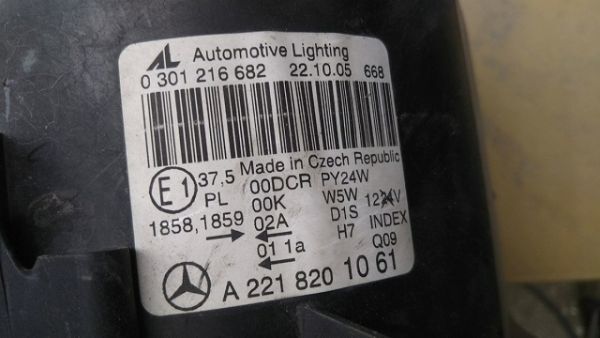 AL Automotive Lighting
0 301 216 682 22.10.05 668
Made in Czech Republic
E1 37,5 00DCR PY24W
PL 00K W5W 1224V
1858,1859 02A D1S INDEX
01 1a H7 Q09
A 221 820 10 61